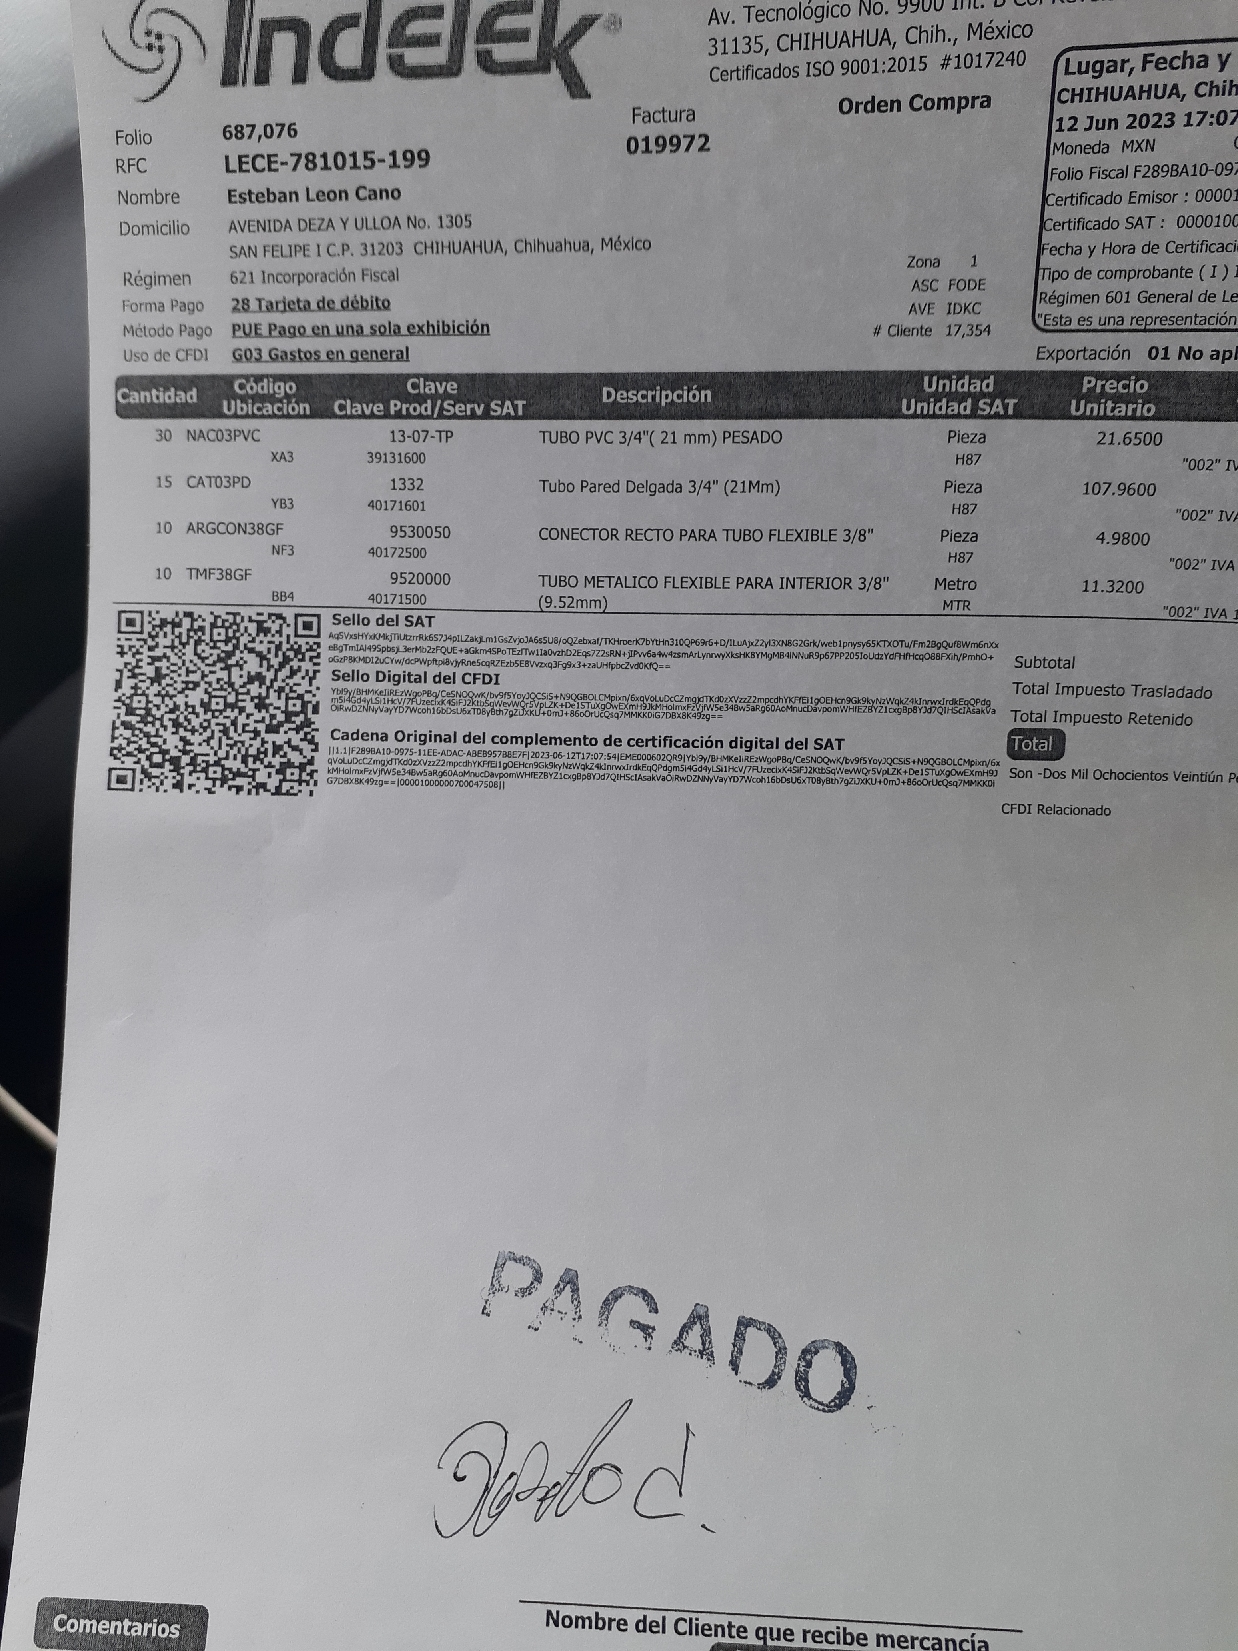 Indelek®
Av. Tecnológico No. 9900 Int. D Col
31135, CHIHUAHUA, Chih., México
Certificados ISO 9001:2015 #1017240
Lugar, Fecha y
CHIHUAHUA, Chih
12 Jun 2023 17:07
Moneda MXN
Folio Fiscal F289BA10-097
Certificado Emisor : 00001
Certificado SAT : 0000100
Fecha y Hora de Certificaci
Tipo de comprobante ( I ) I
Régimen 601 General de Le
"Esta es una representación
Orden Compra
Factura
019972
Folio 687,076
RFC LECE-781015-199
Nombre Esteban Leon Cano
Domicilio AVENIDA DEZA Y ULLOA No. 1305
SAN FELIPE I C.P. 31203 CHIHUAHUA, Chihuahua, México
Régimen 621 Incorporación Fiscal
Forma Pago 28 Tarjeta de débito
Método Pago PUE Pago en una sola exhibición
Uso de CFDI G03 Gastos en general
Zona 1
ASC FODE
AVE IDKC
# Cliente 17,354
Exportación 01 No apl
Cantidad Código Ubicación Clave Clave Prod/Serv SAT Descripción Unidad Unidad SAT Precio Unitario
30 NAC03PVC 13-07-TP TUBO PVC 3/4"( 21 mm) PESADO Pieza 21.6500
XA3 39131600 H87 "002" IV
15 CAT03PD 1332 Tubo Pared Delgada 3/4" (21Mm) Pieza 107.9600
YB3 40171601 H87 "002" IVA
10 ARGCON38GF 9530050 CONECTOR RECTO PARA TUBO FLEXIBLE 3/8" Pieza 4.9800
NF3 40172500 H87 "002" IVA
10 TMF38GF 9520000 TUBO METALICO FLEXIBLE PARA INTERIOR 3/8" Metro 11.3200
BB4 40171500 (9.52mm) MTR "002" IVA 1
Sello del SAT
Sello Digital del CFDI
Cadena Original del complemento de certificación digital del SAT
Subtotal
Total Impuesto Trasladado
Total Impuesto Retenido
Total
Son -Dos Mil Ochocientos Veintiún Pe
CFDI Relacionado
PAGADO
Comentarios
Nombre del Cliente que recibe mercancía